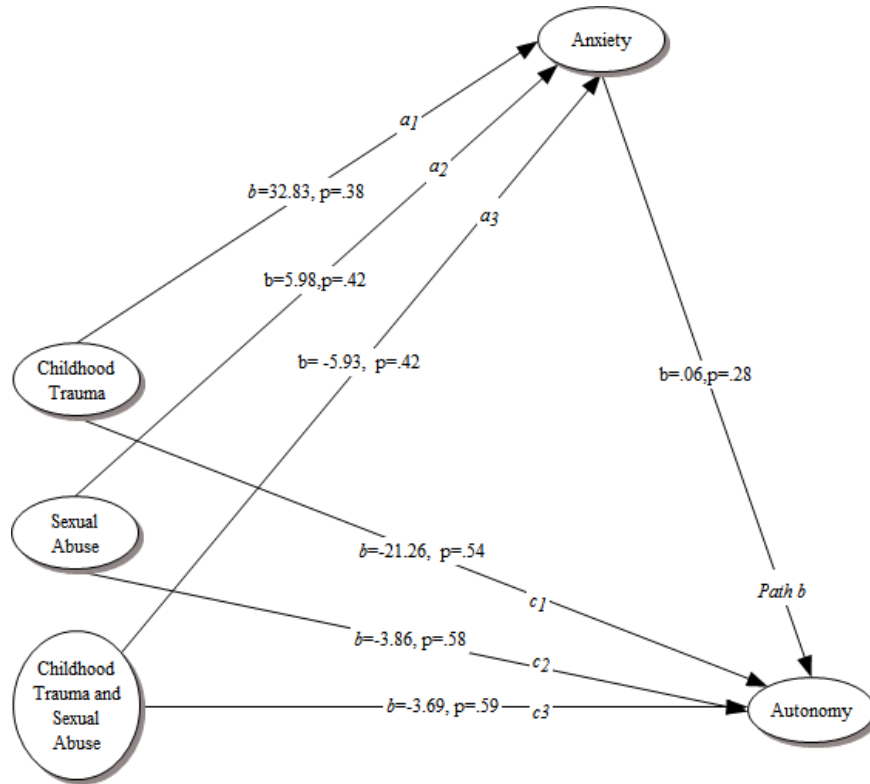 Anxiety
a1
a2
b=32.83, p=.38
a3
b=5.98,p=.42
b= -5.93, p=.42
Childhood
Trauma
b=.06,p=.28
Sexual
Abuse
b=-21.26, p=.54
Path b
c1
b=-3.86, p=.58
c2
Childhood
Trauma and
Sexual
Abuse
b=-3.69, p=.59
c3
Autonomy